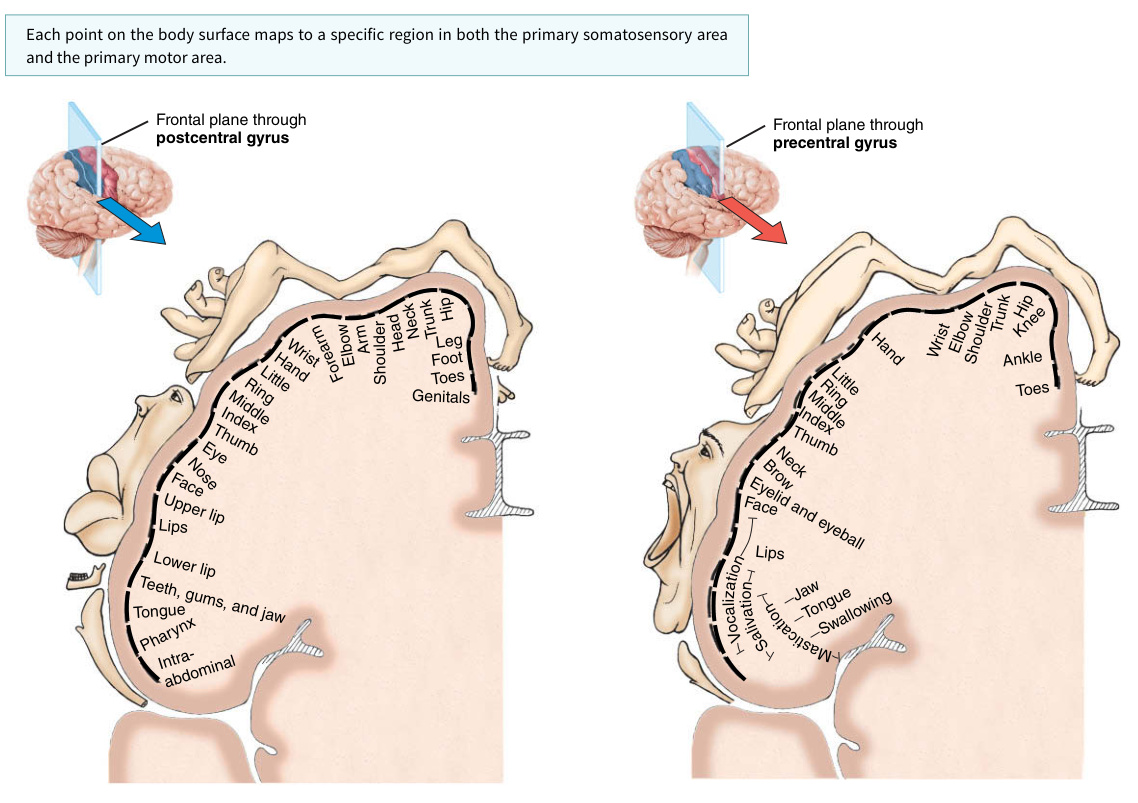 Each point on the body surface maps to a specific region in both the primary somatosensory area
and the primary motor area.
Frontal plane through
postcentral gyrus
Genitals
Toes
Foot
Leg
Hip
Trunk
Neck
Head
Shoulder
Arm
Elbow
Forearm
Wrist
Hand
Little
Ring
Middle
Index
Thumb
Eye
Nose
Face
Upper lip
Lips
Lower lip
Teeth, gums, and jaw
Tongue
Pharynx
Intra-
abdominal
Frontal plane through
precentral gyrus
Toes
Ankle
Knee
Hip
Trunk
Shoulder
Elbow
Wrist
Hand
Little
Ring
Middle
Index
Thumb
Neck
Brow
Eyelid and eyeball
Face
Lips
Vocalization
Salivation
Mastication
Jaw
Tongue
Swallowing